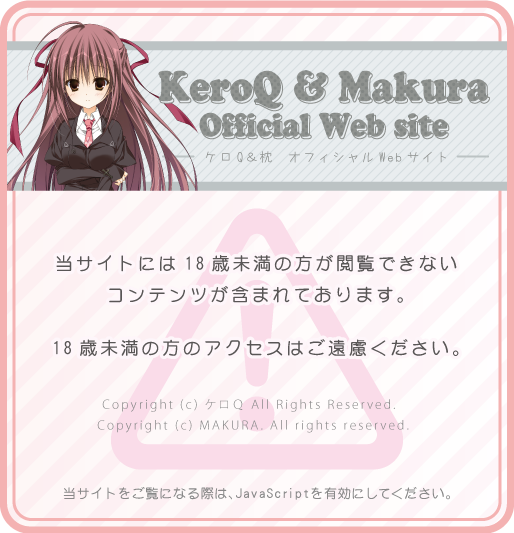 KeroQ & Makura
Official Web site
ケロQ&枕 オフィシャルWebサイト
当サイトには18歳未満の方が閲覧できない
コンテンツが含まれております。
18歳未満の方のアクセスはご遠慮ください。
Copyright (c) ケロQ All Rights Reserved.
Copyright (c) MAKURA. All rights reserved.
当サイトをご覧になる際は、JavaScriptを有効にしてください。